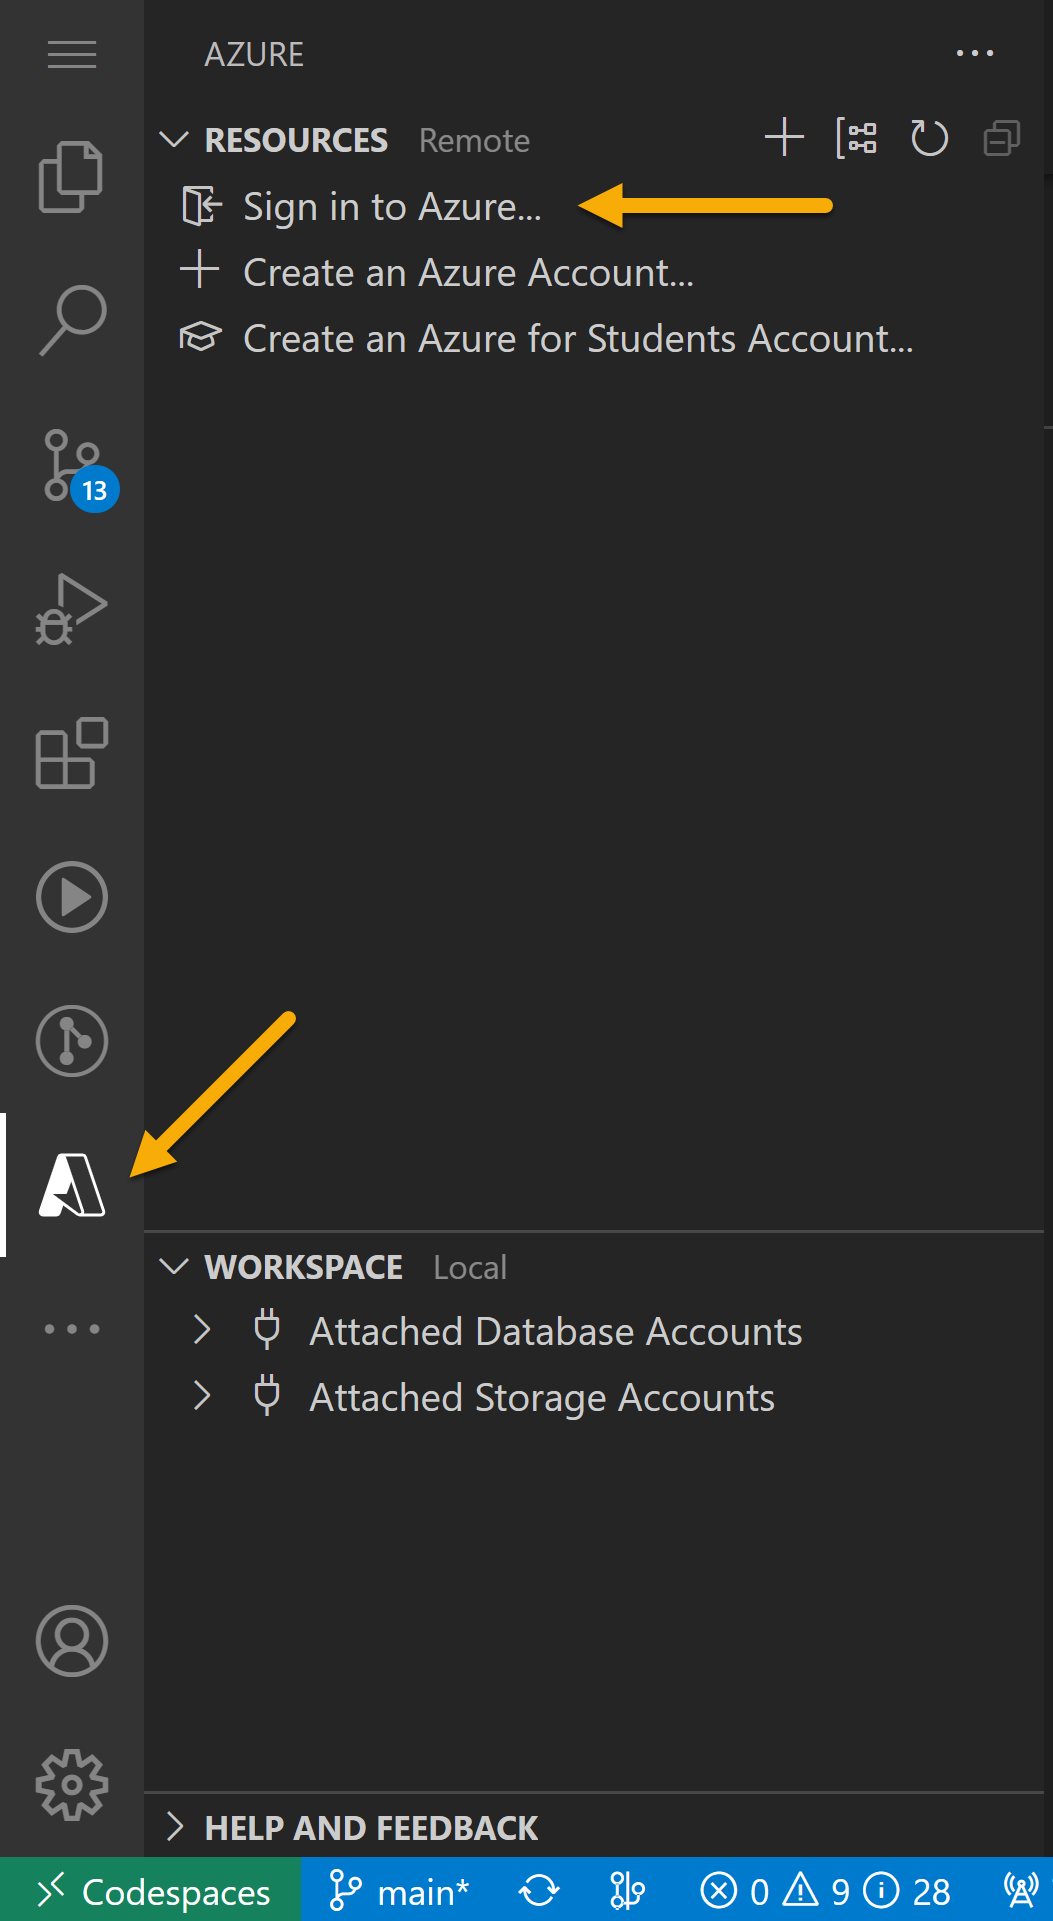 AZURE
RESOURCES Remote
Sign in to Azure...
Create an Azure Account...
Create an Azure for Students Account...
13
WORKSPACE Local
Attached Database Accounts
Attached Storage Accounts
HELP AND FEEDBACK
Codespaces main* 0 9 28